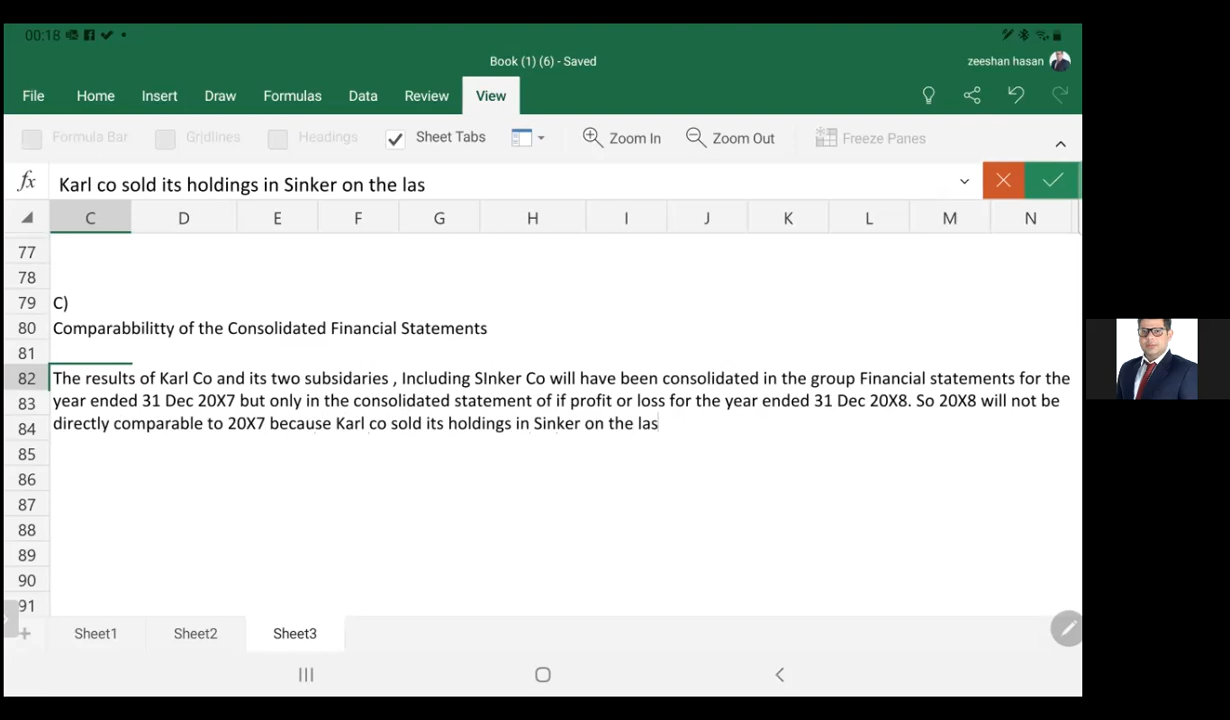 00:18
Book (1) (6) - Saved
zeeshan hasan
File Home Insert Draw Formulas Data Review View
Formula Bar Gridlines Headings Sheet Tabs Zoom In Zoom Out Freeze Panes
fx Karl co sold its holdings in Sinker on the las
C D E F G H I J K L M N
77
78
79 C)
80 Comparabbilitty of the Consolidated Financial Statements
81
82 The results of Karl Co and its two subsidaries , Including SInker Co will have been consolidated in the group Financial statements for the
83 year ended 31 Dec 20X7 but only in the consolidated statement of if profit or loss for the year ended 31 Dec 20X8. So 20X8 will not be
84 directly comparable to 20X7 because Karl co sold its holdings in Sinker on the las
85
86
87
88
89
90
91
Sheet1 Sheet2 Sheet3